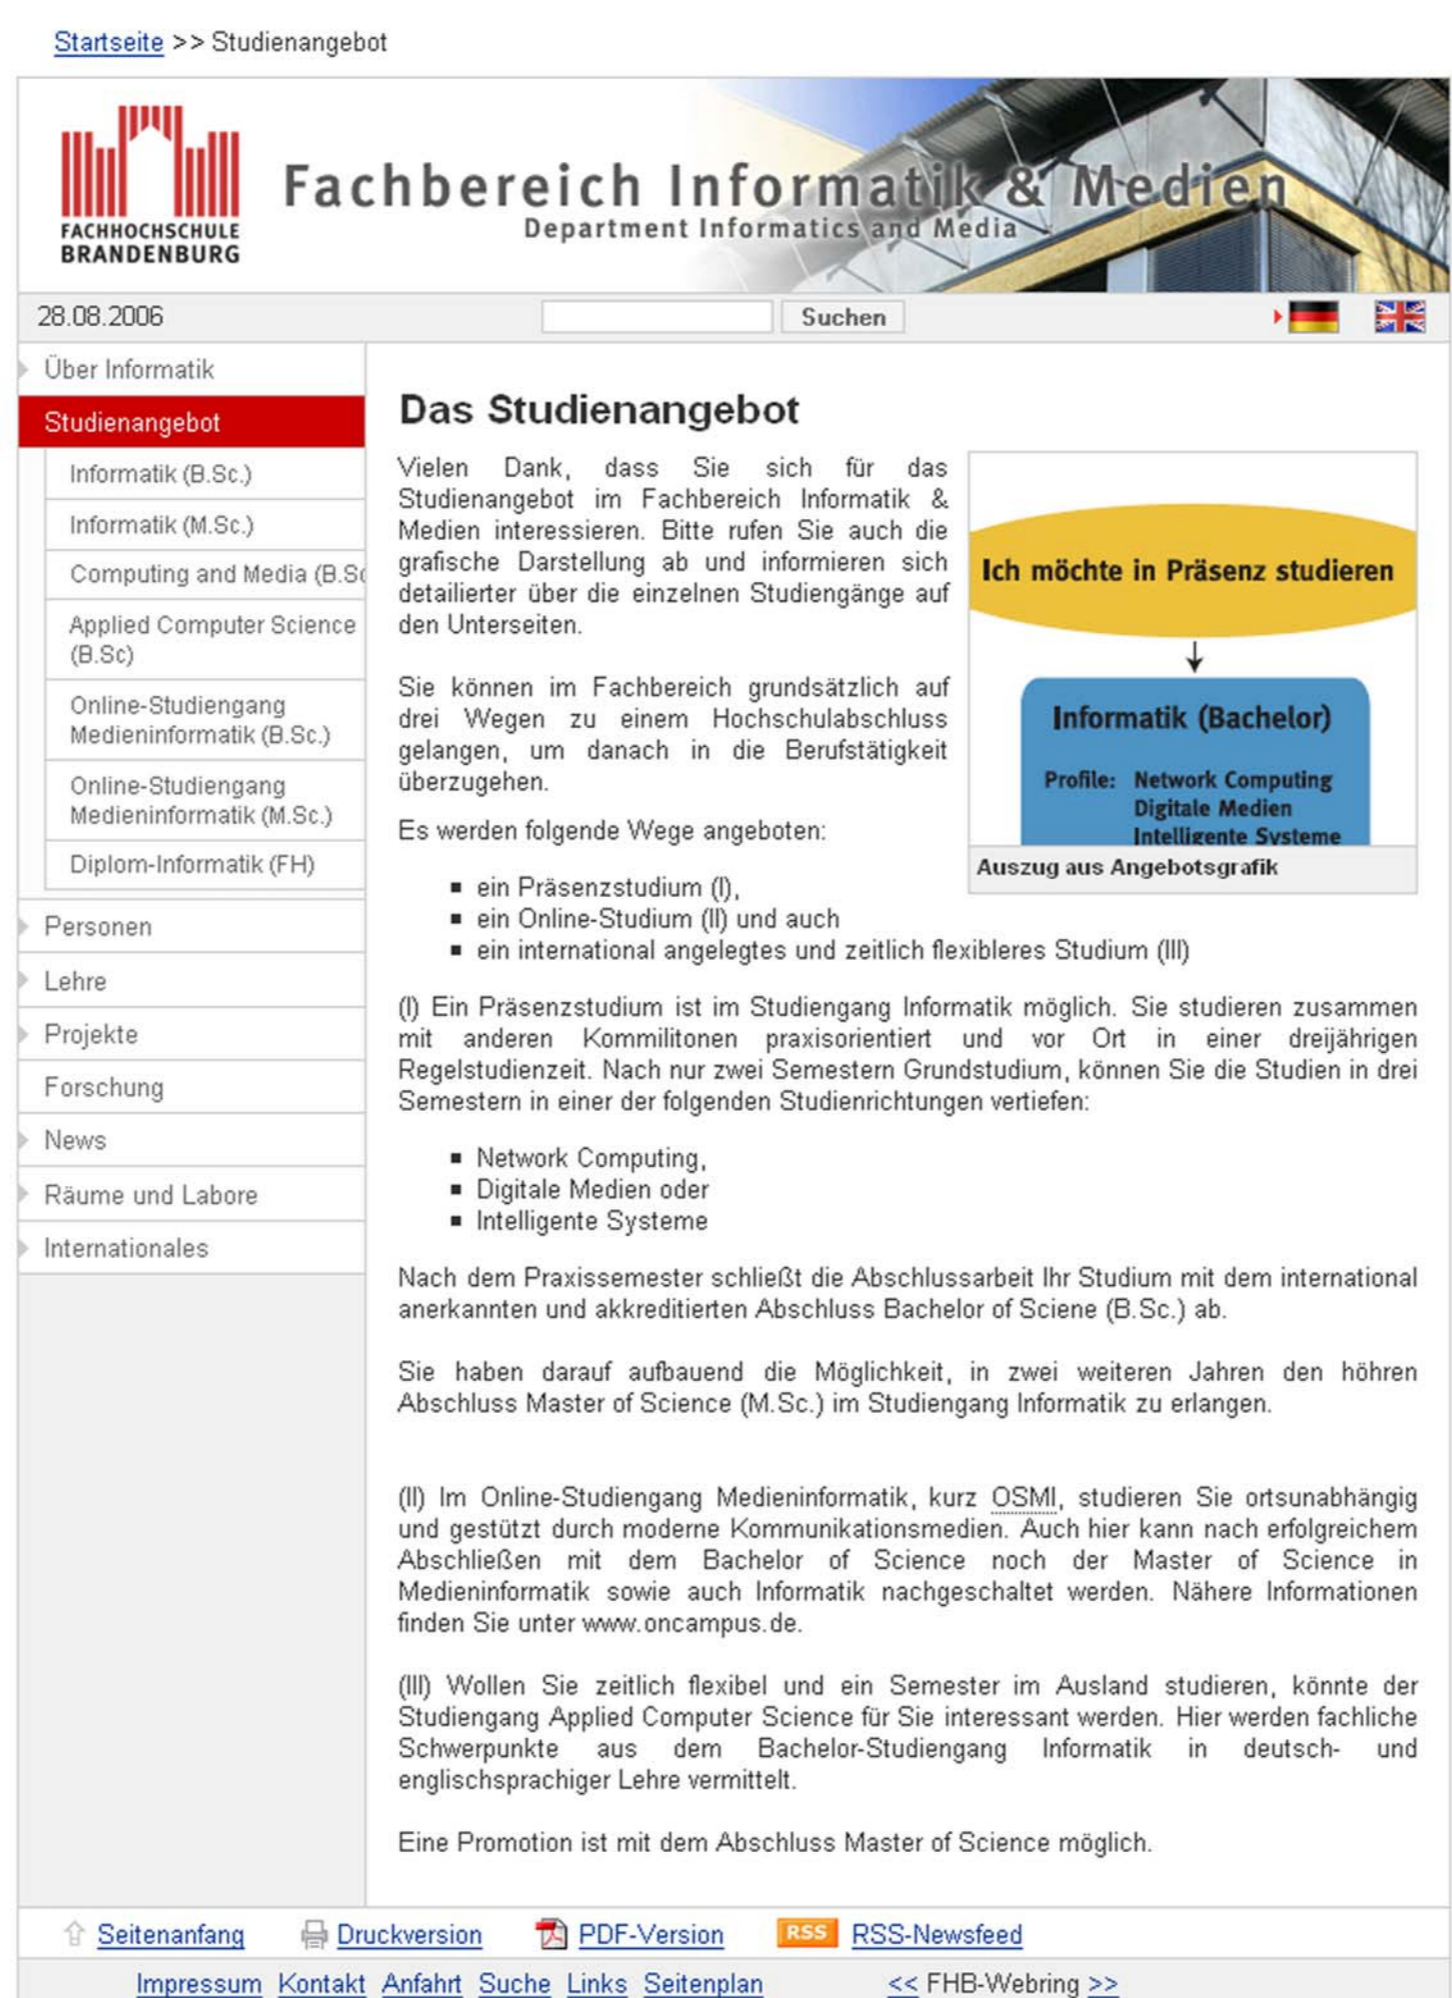 Startseite >> Studienangebot
FACHHOCHSCHULE
BRANDENBURG
Fachbereich Informatik & Medien
Department Informatics and Media
28.08.2006
Suchen
Über Informatik
Studienangebot
Informatik (B.Sc.)
Informatik (M.Sc.)
Computing and Media (B.Sc
Applied Computer Science
(B.Sc)
Online-Studiengang
Medieninformatik (B.Sc.)
Online-Studiengang
Medieninformatik (M.Sc.)
Diplom-Informatik (FH)
Personen
Lehre
Projekte
Forschung
News
Räume und Labore
Internationales
Das Studienangebot
Vielen Dank, dass Sie sich für das
Studienangebot im Fachbereich Informatik &
Medien interessieren. Bitte rufen Sie auch die
grafische Darstellung ab und informieren sich
detailierter über die einzelnen Studiengänge auf
den Unterseiten.
Sie können im Fachbereich grundsätzlich auf
drei Wegen zu einem Hochschulabschluss
gelangen, um danach in die Berufstätigkeit
überzugehen.
Es werden folgende Wege angeboten:
Ich möchte in Präsenz studieren
Informatik (Bachelor)
Profile: Network Computing
Digitale Medien
Intelligente Systeme
Auszug aus Angebotsgrafik
■ ein Präsenzstudium (I),
■ ein Online-Studium (II) und auch
■ ein international angelegtes und zeitlich flexibleres Studium (III)
(I) Ein Präsenzstudium ist im Studiengang Informatik möglich. Sie studieren zusammen
mit anderen Kommilitonen praxisorientiert und vor Ort in einer dreijährigen
Regelstudienzeit. Nach nur zwei Semestern Grundstudium, können Sie die Studien in drei
Semestern in einer der folgenden Studienrichtungen vertiefen:
■ Network Computing,
■ Digitale Medien oder
■ Intelligente Systeme
Nach dem Praxissemester schließt die Abschlussarbeit Ihr Studium mit dem international
anerkannten und akkreditierten Abschluss Bachelor of Sciene (B.Sc.) ab.
Sie haben darauf aufbauend die Möglichkeit, in zwei weiteren Jahren den höhren
Abschluss Master of Science (M.Sc.) im Studiengang Informatik zu erlangen.
(II) Im Online-Studiengang Medieninformatik, kurz OSMI, studieren Sie ortsunabhängig
und gestützt durch moderne Kommunikationsmedien. Auch hier kann nach erfolgreichem
Abschließen mit dem Bachelor of Science noch der Master of Science in
Medieninformatik sowie auch Informatik nachgeschaltet werden. Nähere Informationen
finden Sie unter www.oncampus.de.
(III) Wollen Sie zeitlich flexibel und ein Semester im Ausland studieren, könnte der
Studiengang Applied Computer Science für Sie interessant werden. Hier werden fachliche
Schwerpunkte aus dem Bachelor-Studiengang Informatik in deutsch- und
englischsprachiger Lehre vermittelt.
Eine Promotion ist mit dem Abschluss Master of Science möglich.
Seitenanfang Druckversion PDF-Version RSS RSS-Newsfeed
Impressum Kontakt Anfahrt Suche Links Seitenplan << FHB-Webring >>